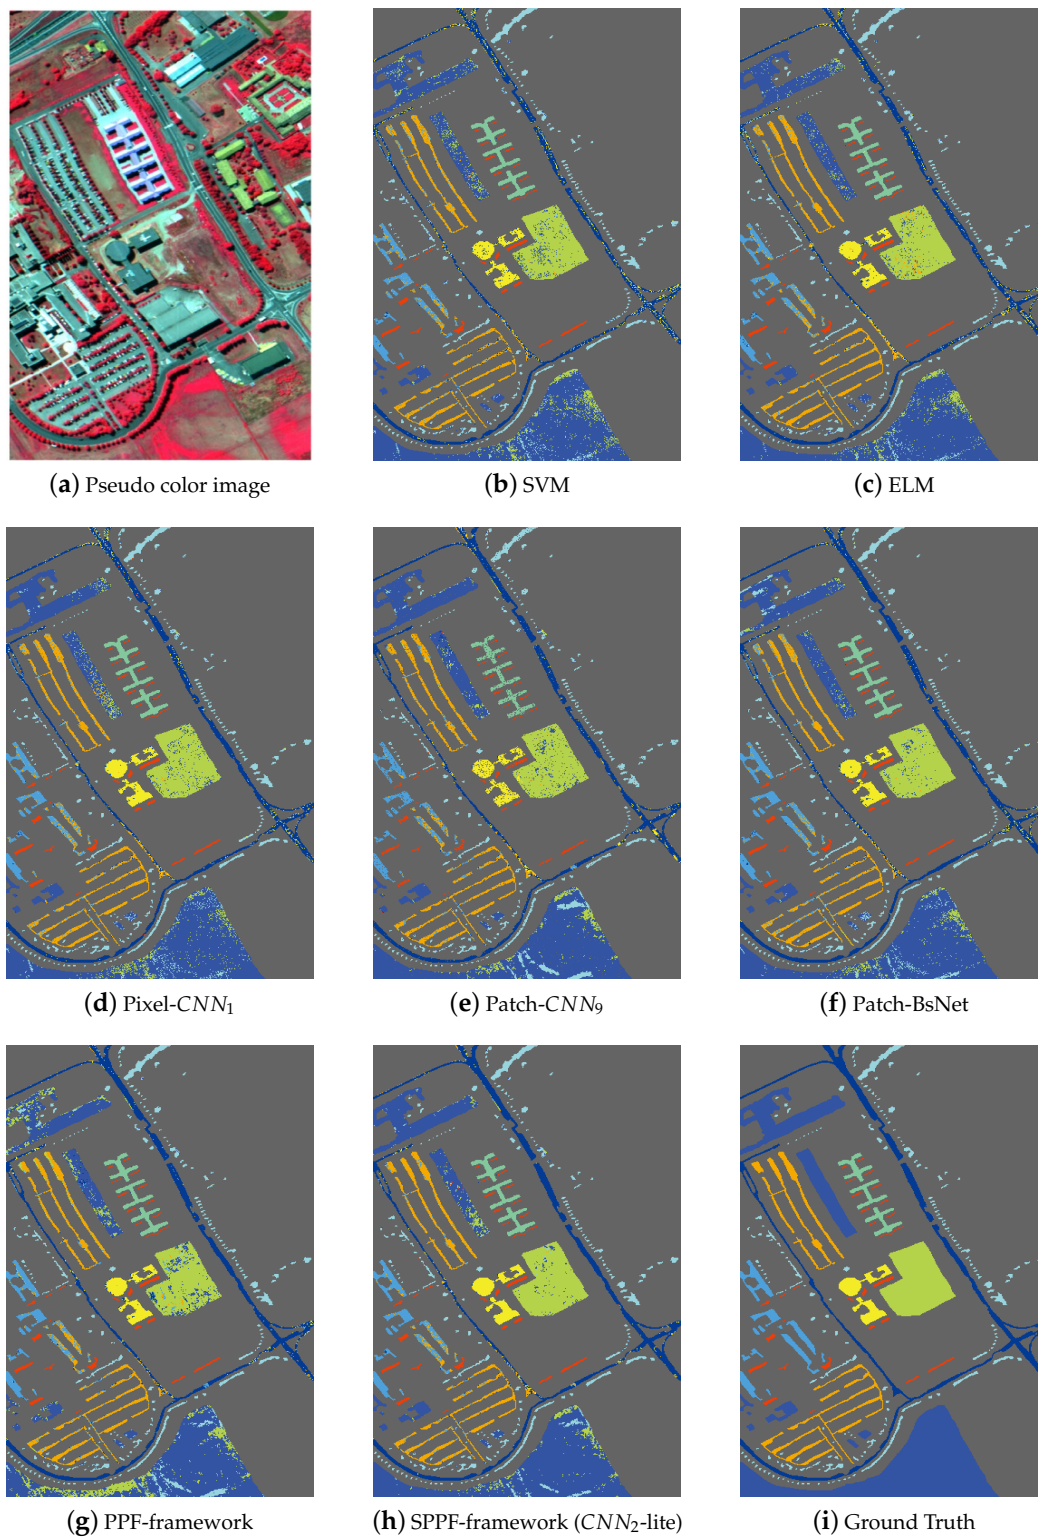 (a) Pseudo color image
(b) SVM
(c) ELM
(d) Pixel-CNN1
(e) Patch-CNN9
(f) Patch-BsNet
(g) PPF-framework
(h) SPPF-framework (CNN2-lite)
(i) Ground Truth